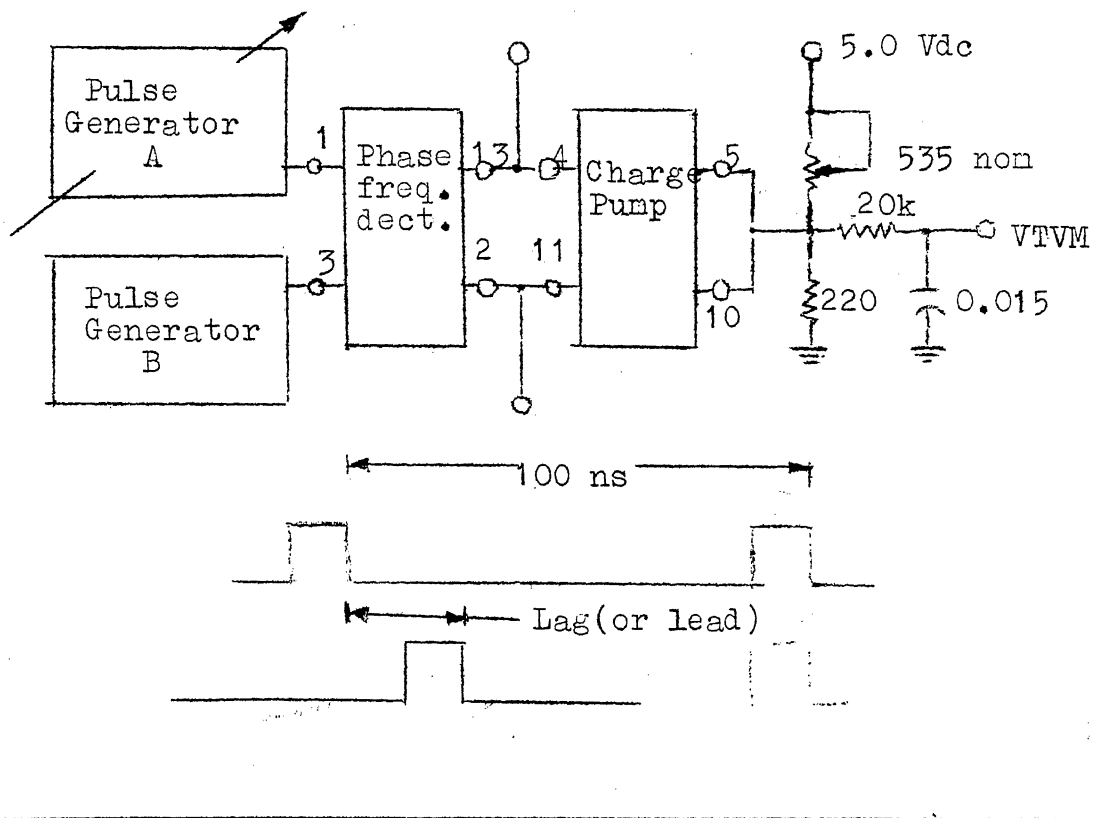 Pulse
Generator
A
1
Phase
freq.
dect.
13
4
Charge
Pump
5
5.0 Vdc
535 nom
20k
VTVM
Pulse
Generator
B
3
2
11
10
220
0.015
100 ns
Lag(or lead)